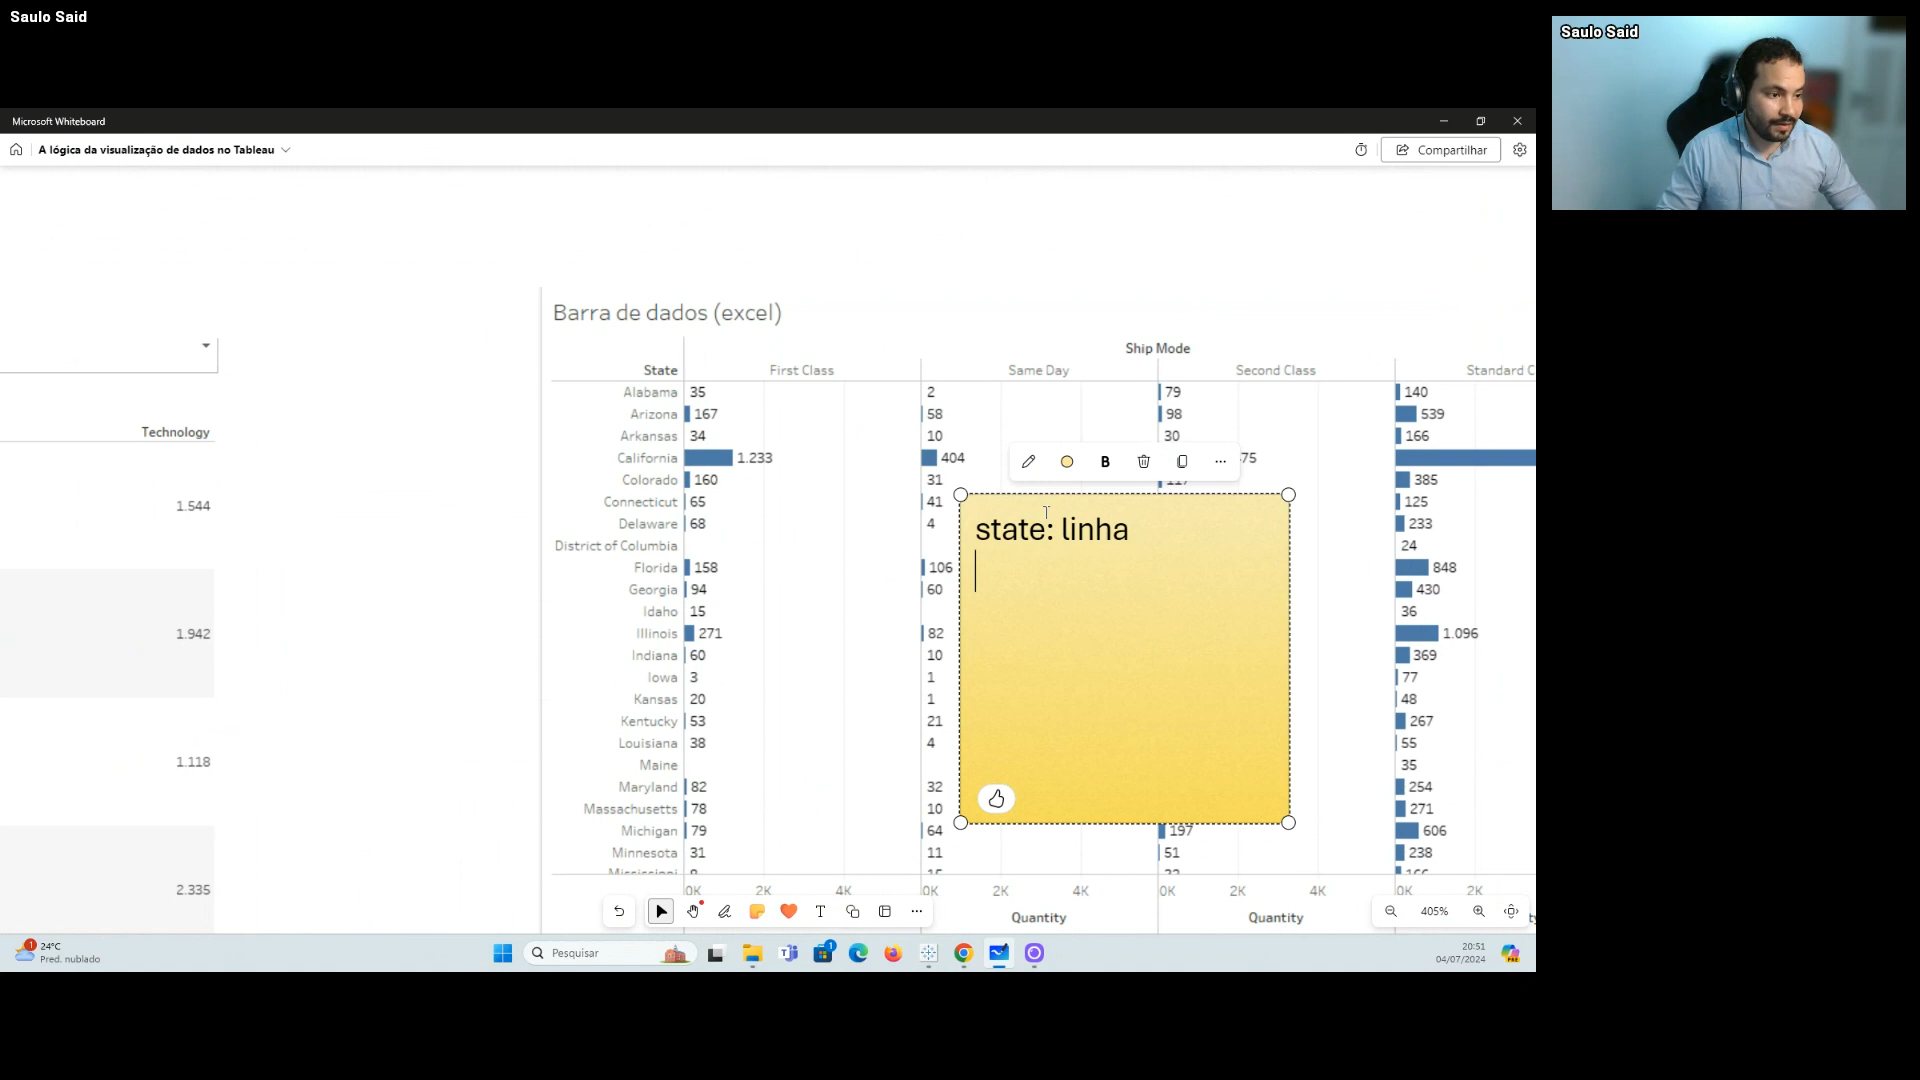 Saulo Said
Saulo Said
Microsoft Whiteboard
A lógica da visualização de dados no Tableau
Compartilhar
Barra de dados (excel)
Ship Mode
State First Class Same Day Second Class Standard C
Technology
Alabama 35 2 79 140
Arizona 167 58 98 539
Arkansas 34 10 30 166
California 1.233 404 75
Colorado 160 31 117 385
Connecticut 65 41 125
Delaware 68 4 233
District of Columbia 24
Florida 158 106 848
Georgia 94 60 430
Idaho 15 36
Illinois 271 82 1.096
Indiana 60 10 369
Iowa 3 1 77
Kansas 20 1 48
Kentucky 53 21 267
Louisiana 38 4 55
Maine 35
Maryland 82 32 254
Massachusetts 78 10 271
Michigan 79 64 197 606
Minnesota 31 11 51 238
1.544
1.942
1.118
2.335
B
state: linha
0K 2K 4K 0K 2K 4K 0K 2K 4K 0K 2K
Quantity Quantity
T
405%
24°C
Pred. nublado
Pesquisar
20:51
04/07/2024